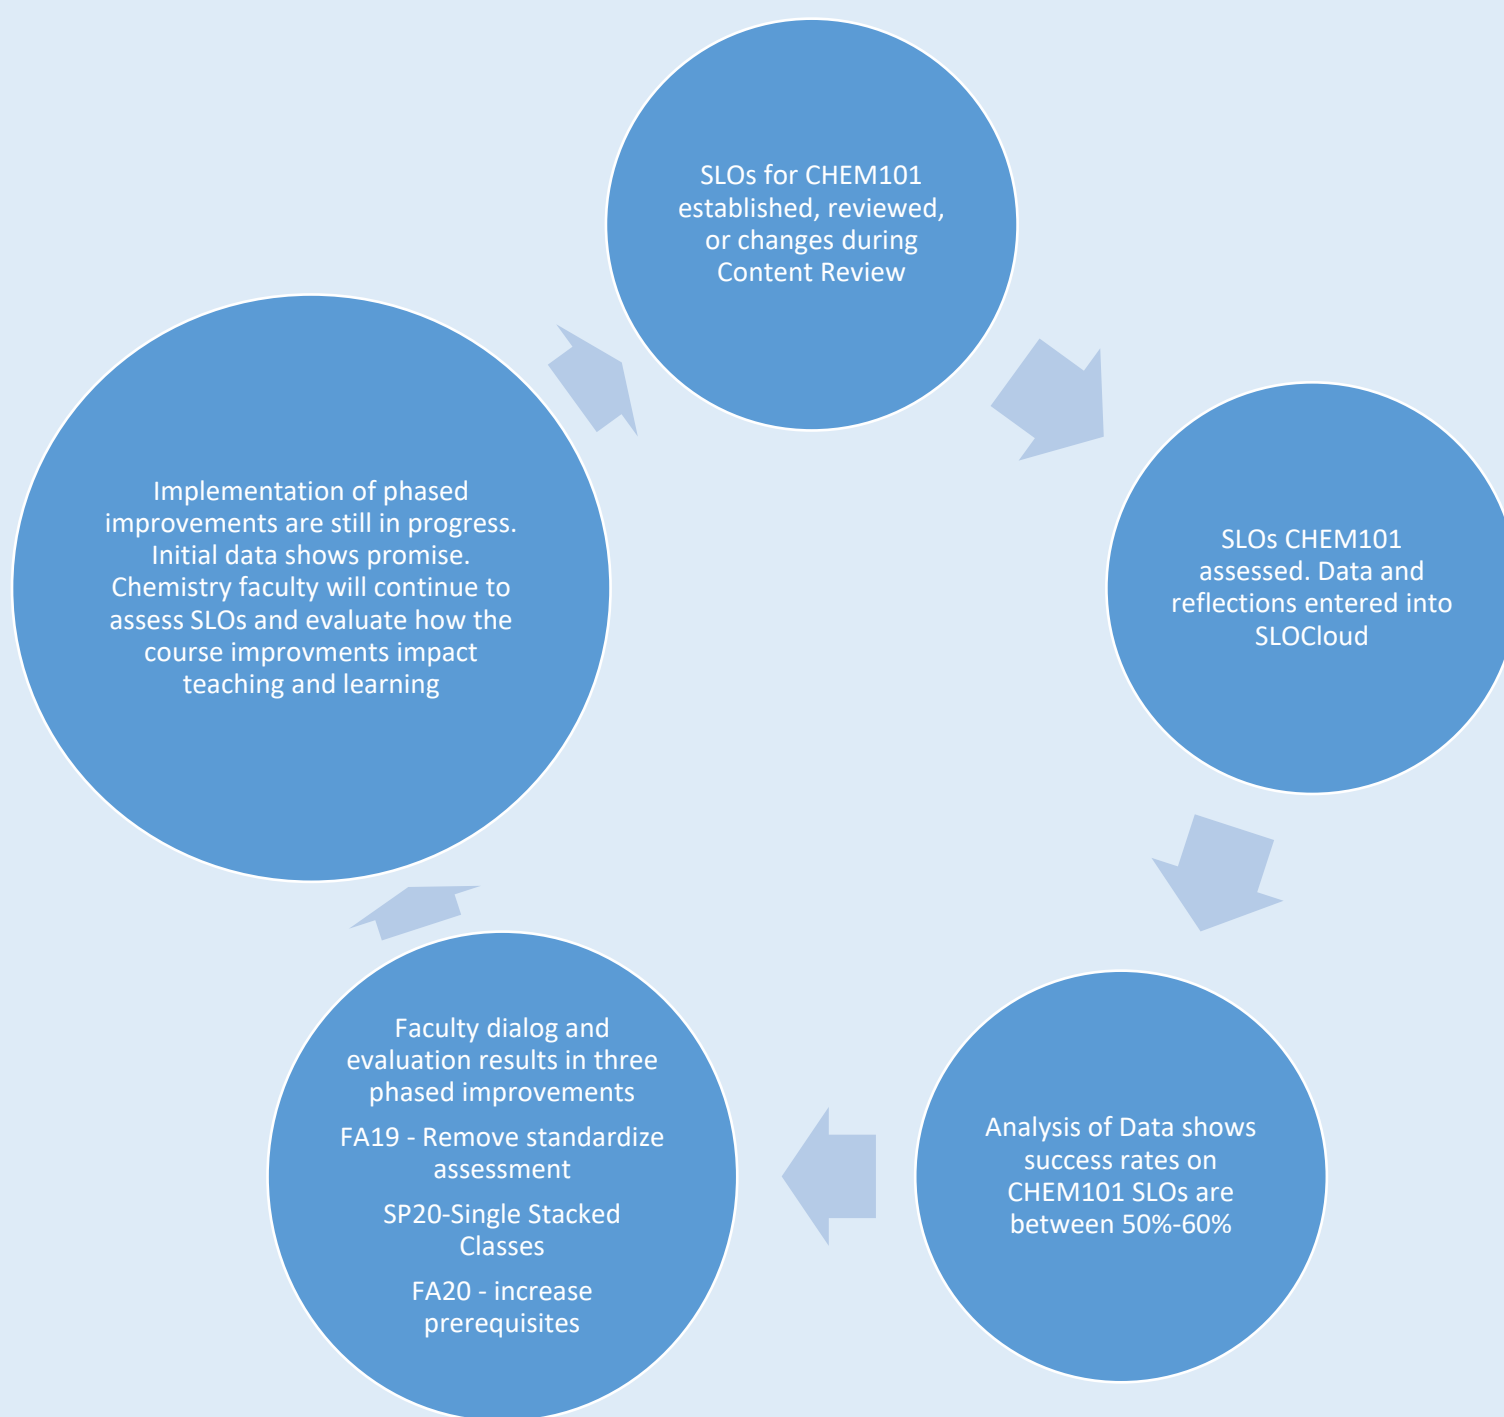 SLOs for CHEM101
established, reviewed,
or changes during
Content Review
SLOs CHEM101
assessed. Data and
reflections entered into
SLOCloud
Analysis of Data shows
success rates on
CHEM101 SLOs are
between 50%-60%
Faculty dialog and
evaluation results in three
phased improvements
FA19 - Remove standardize
assessment
SP20-Single Stacked
Classes
FA20 - increase
prerequisites
Implementation of phased
improvements are still in progress.
Initial data shows promise.
Chemistry faculty will continue to
assess SLOs and evaluate how the
course improvments impact
teaching and learning